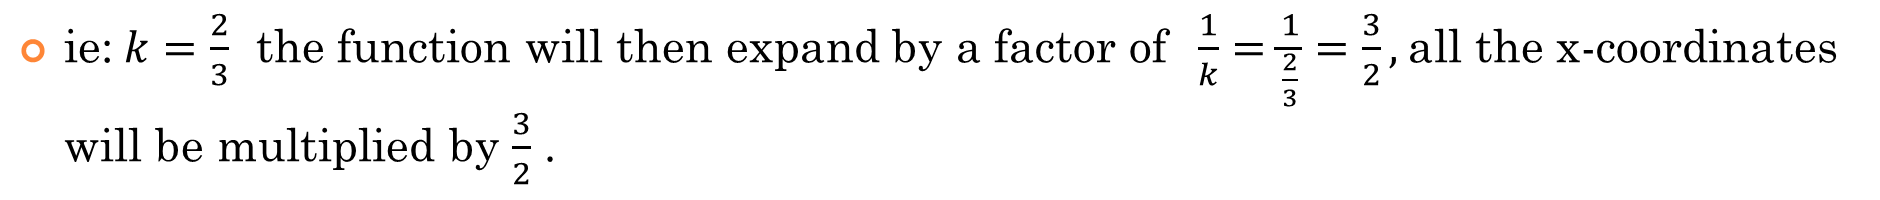 ie: k = 2/3 the function will then expand by a factor of 1/k = 1/(2/3) = 3/2, all the x-coordinates
will be multiplied by 3/2 .